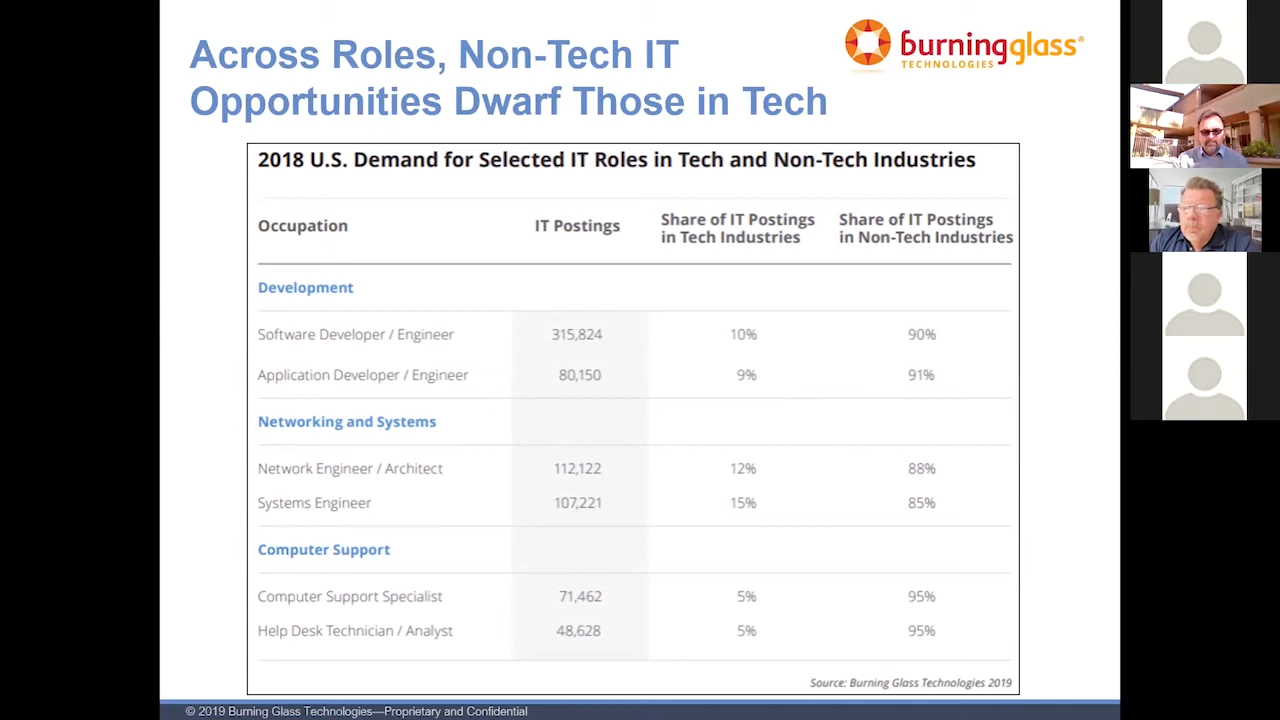 Across Roles, Non-Tech IT
Opportunities Dwarf Those in Tech
burningglass®
TECHNOLOGIES
2018 U.S. Demand for Selected IT Roles in Tech and Non-Tech Industries
Occupation IT Postings Share of IT Postings in Tech Industries Share of IT Postings in Non-Tech Industries
Development
Software Developer / Engineer 315,824 10% 90%
Application Developer / Engineer 80,150 9% 91%
Networking and Systems
Network Engineer / Architect 112,122 12% 88%
Systems Engineer 107,221 15% 85%
Computer Support
Computer Support Specialist 71,462 5% 95%
Help Desk Technician / Analyst 48,628 5% 95%
Source: Burning Glass Technologies 2019
© 2019 Burning Glass Technologies—Proprietary and Confidential